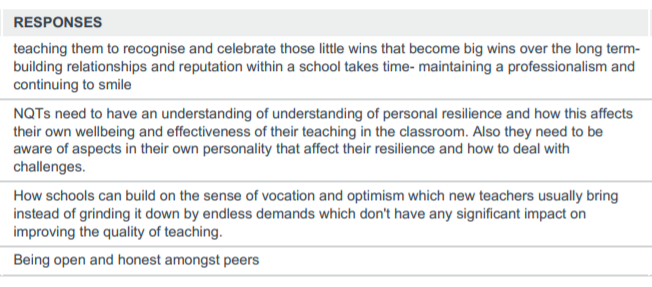 RESPONSES
teaching them to recognise and celebrate those little wins that become big wins over the long term-
building relationships and reputation within a school takes time- maintaining a professionalism and
continuing to smile
NQTs need to have an understanding of understanding of personal resilience and how this affects
their own wellbeing and effectiveness of their teaching in the classroom. Also they need to be
aware of aspects in their own personality that affect their resilience and how to deal with
challenges.
How schools can build on the sense of vocation and optimism which new teachers usually bring
instead of grinding it down by endless demands which don't have any significant impact on
improving the quality of teaching.
Being open and honest amongst peers